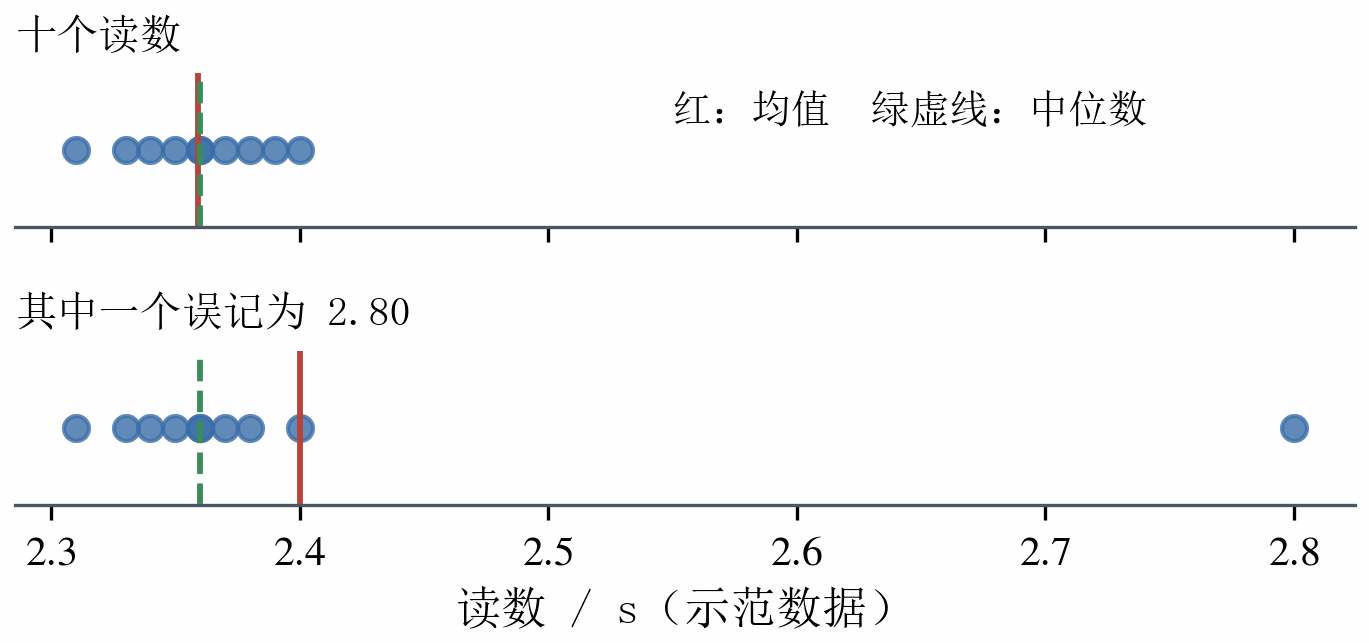 十个读数
红：均值　绿虚线：中位数
其中一个误记为 2.80
2.3 2.4 2.5 2.6 2.7 2.8
读数 / s（示范数据）